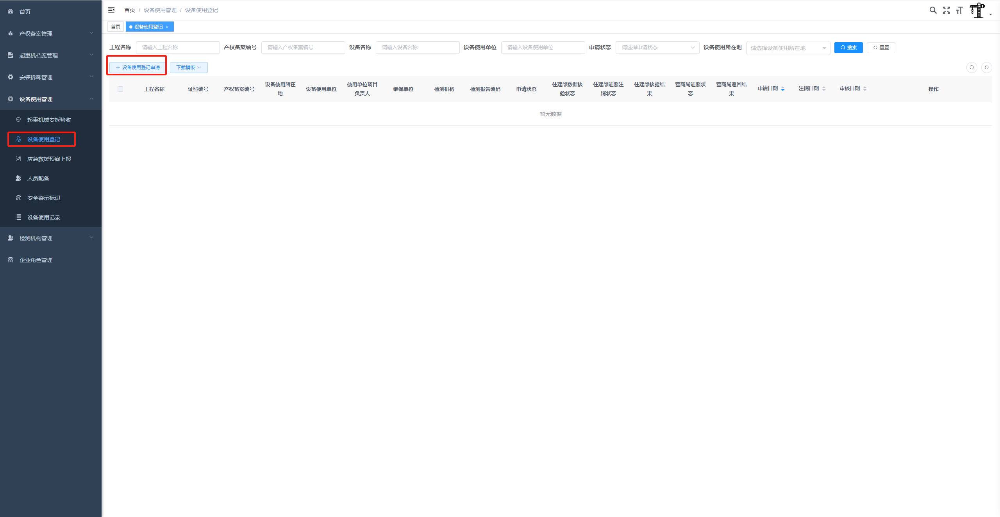 首页
产权备案管理
起重机档案管理
安装拆卸管理
设备使用管理
起重机械安拆验收
设备使用登记
应急救援预案上报
人员配备
安全警示标识
设备使用记录
检测机构管理
企业角色管理
首页 / 设备使用管理 / 设备使用登记
首页 设备使用登记 ×
工程名称 请输入工程名称 产权备案编号 请输入产权备案编号 设备名称 请输入设备名称 设备使用单位 请输入设备使用单位 申请状态 请选择申请状态 设备使用所在地 请选择设备使用所在地 搜索 重置
+ 设备使用登记申请 下载模板
工程名称 证照编号 产权备案编号 设备使用所在地 设备使用单位 使用单位项目负责人 维保单位 检测机构 检测报告编码 申请状态 住建部数据核验状态 住建部证照注销状态 住建部核验结果 营商局证照状态 营商局返回结果 申请日期 注销日期 审核日期 操作
暂无数据